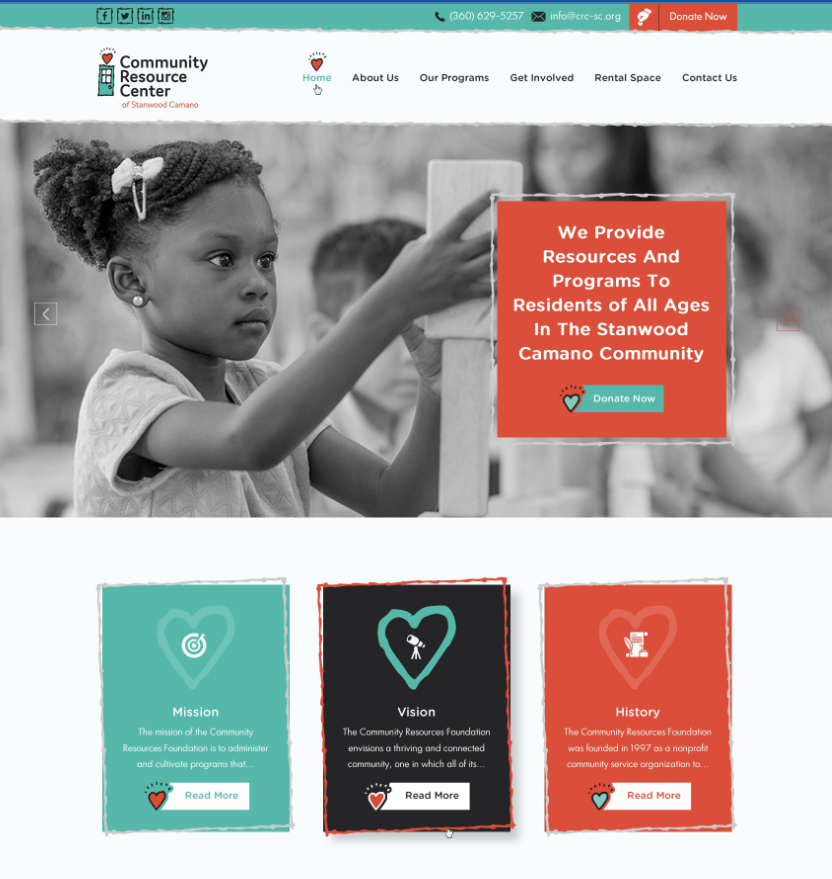 (360) 629-5257 info@crc-sc.org Donate Now
Community
Resource
Center
of Stanwood Camano
Home About Us Our Programs Get Involved Rental Space Contact Us
We Provide
Resources And
Programs To
Residents of All Ages
In The Stanwood
Camano Community
Donate Now
Mission
The mission of the Community
Resources Foundation is to administer
and cultivate programs that...
Read More
Vision
The Community Resources Foundation
envisions a thriving and connected
community, one in which all of its...
Read More
History
The Community Resources Foundation
was founded in 1997 as a nonprofit
community service organization to...
Read More